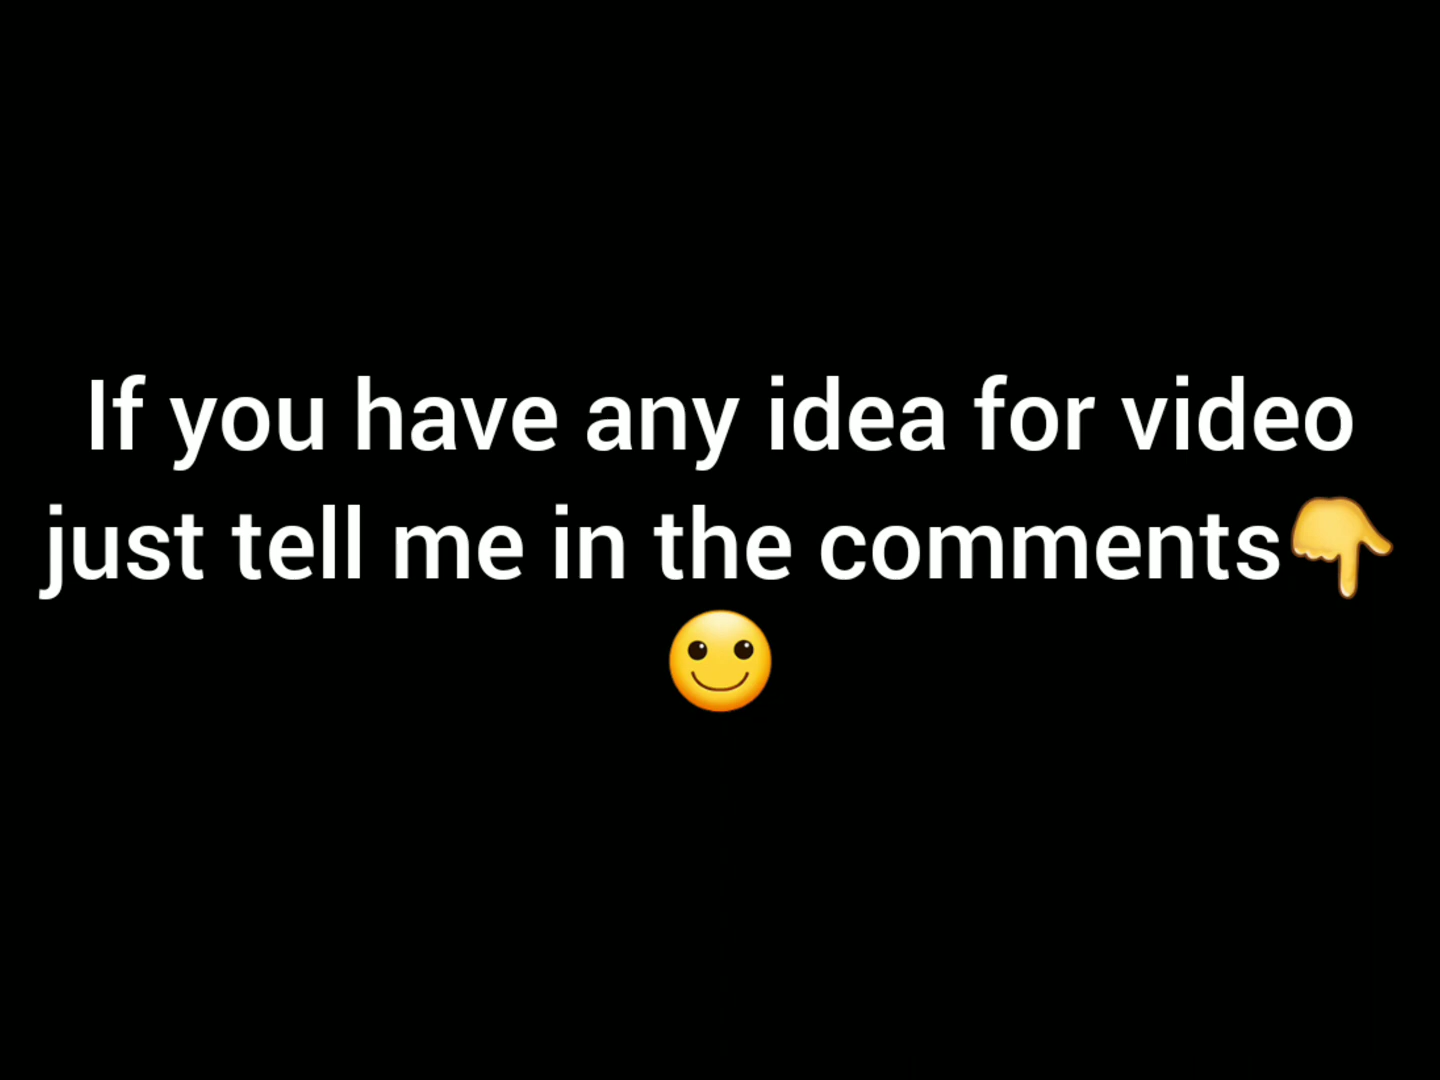 If you have any idea for video
just tell me in the comments👇
🙂